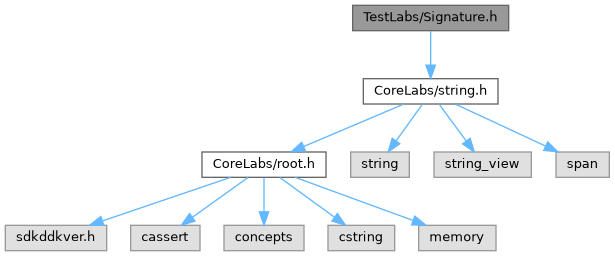 TestLabs/Signature.h
CoreLabs/string.h
CoreLabs/root.h
string
string_view
span
sdkddkver.h
cassert
concepts
cstring
memory